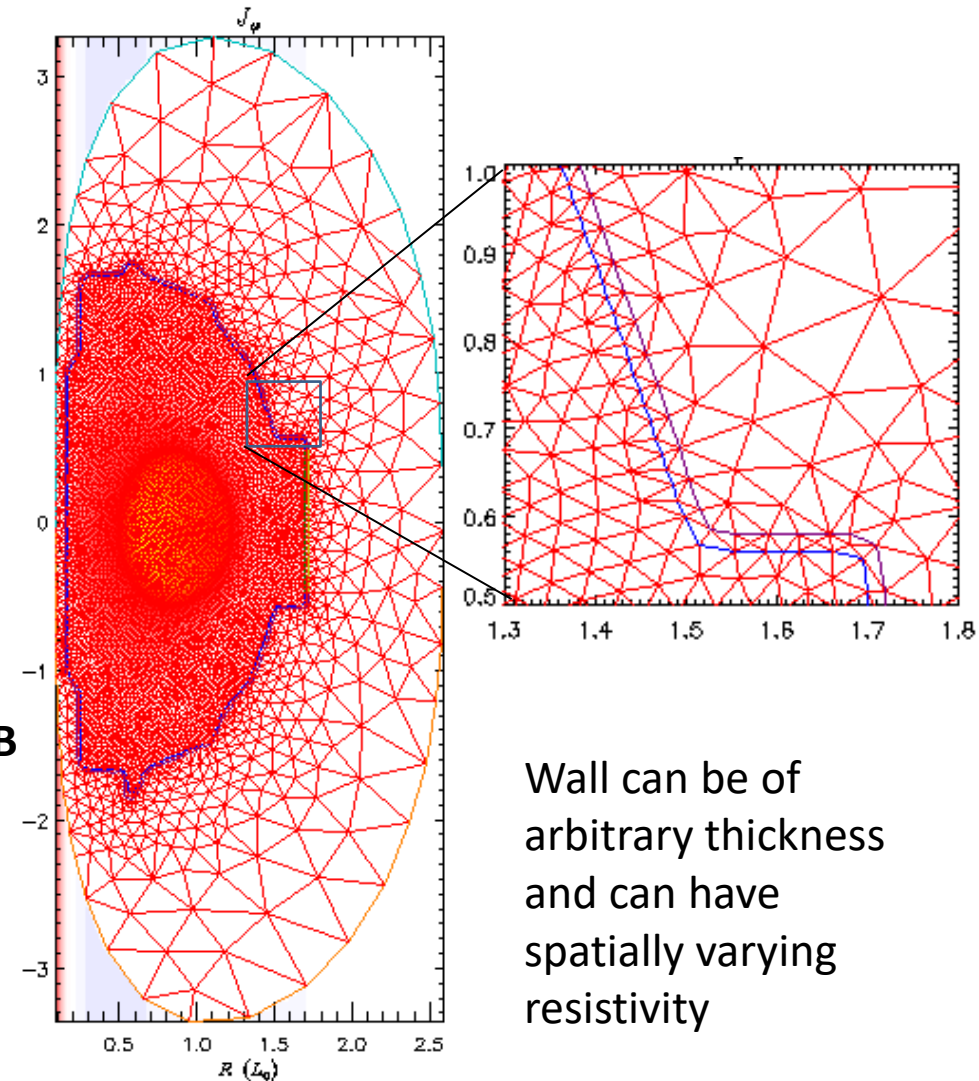 J_φ
3
2
1
0
−1
−2
−3
0.5 1.0 1.5 2.0 2.5
R (L_0)
B
1.0
0.9
0.8
0.7
0.6
0.5
1.3 1.4 1.5 1.6 1.7 1.8
Wall can be of
arbitrary thickness
and can have
spatially varying
resistivity